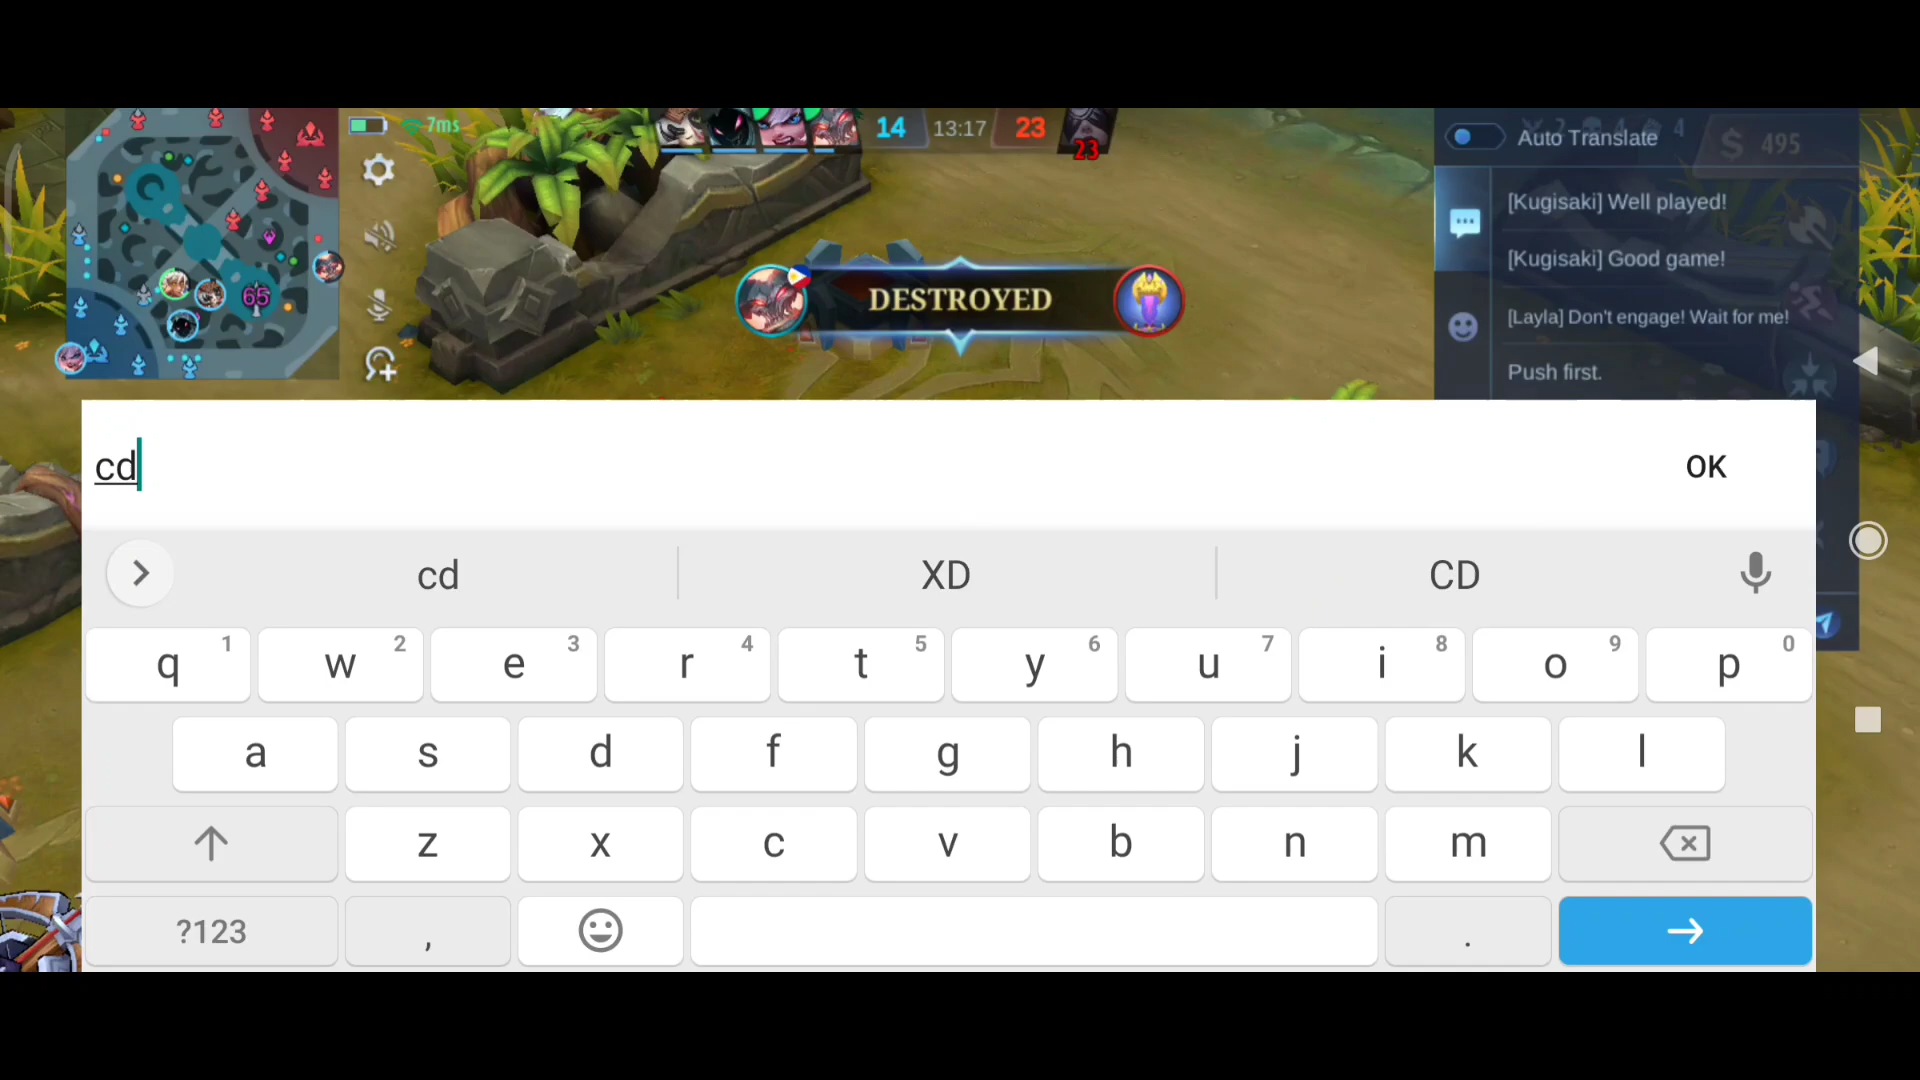 7ms
14 13:17 23
23
Auto Translate
$ 495
[Kugisaki] Well played!
[Kugisaki] Good game!
[Layla] Don't engage! Wait for me!
Push first.
65
DESTROYED
cd
OK
cd XD CD
q 1 w 2 e 3 r 4 t 5 y 6 u 7 i 8 o 9 p 0
a s d f g h j k l
z x c v b n m
?123 , .